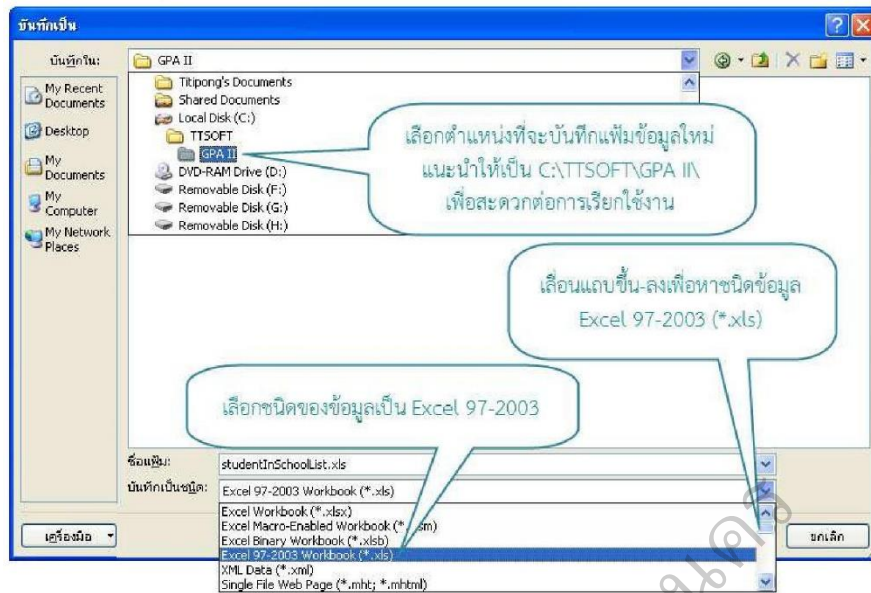 บันทึกเป็น
บันทึกใน:
GPA II
Titipong's Documents
Shared Documents
Local Disk (C:)
TTSOFT
GPA II
DVD-RAM Drive (D:)
Removable Disk (F:)
Removable Disk (G:)
Removable Disk (H:)
My Recent
Documents
Desktop
My
Documents
My
Computer
My Network
Places
เลือกตำแหน่งที่จะบันทึกแฟ้มข้อมูลใหม่
แนะนำให้เป็น C:\TTSOFT\GPA II\
เพื่อสะดวกต่อการเรียกใช้งาน
เลื่อนแถบขึ้น-ลงเพื่อหาชนิดข้อมูล
Excel 97-2003 (*.xls)
เลือกชนิดของข้อมูลเป็น Excel 97-2003
ชื่อแฟ้ม:
studentInSchoolList.xls
บันทึกเป็นชนิด:
Excel 97-2003 Workbook (*.xls)
Excel Workbook (*.xlsx)
Excel Macro-Enabled Workbook (*.xlsm)
Excel Binary Workbook (*.xlsb)
Excel 97-2003 Workbook (*.xls)
XML Data (*.xml)
Single File Web Page (*.mht; *.mhtml)
เครื่องมือ
ยกเลิก